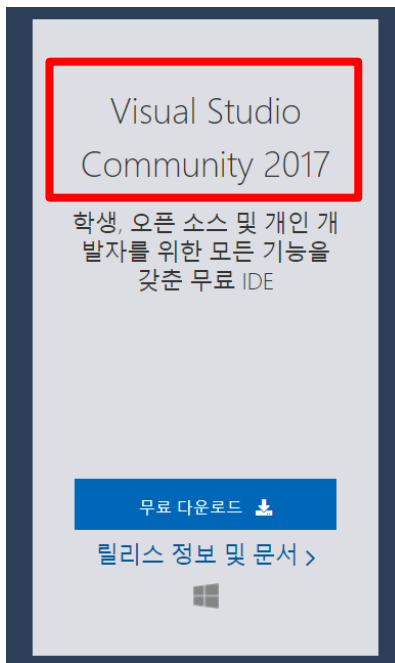 Visual Studio
Community 2017
학생, 오픈 소스 및 개인 개
발자를 위한 모든 기능을
갖춘 무료 IDE
무료 다운로드
릴리스 정보 및 문서 >